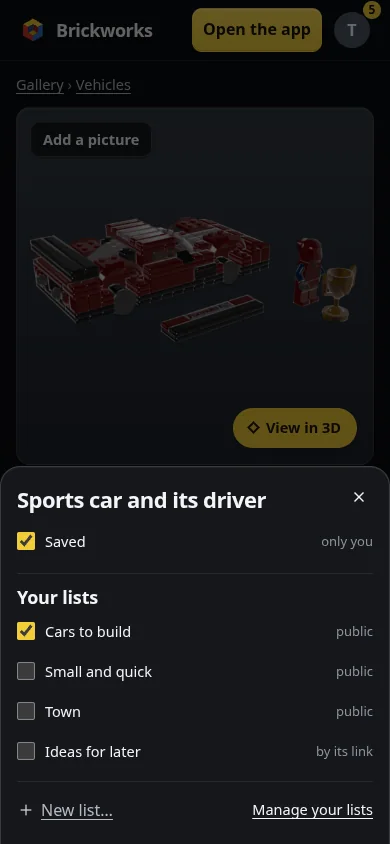 Brickworks
Open the app
T
5
Gallery › Vehicles
Add a picture
View in 3D
Sports car and its driver
Saved only you
Your lists
Cars to build public
Small and quick public
Town public
Ideas for later by its link
New list... Manage your lists